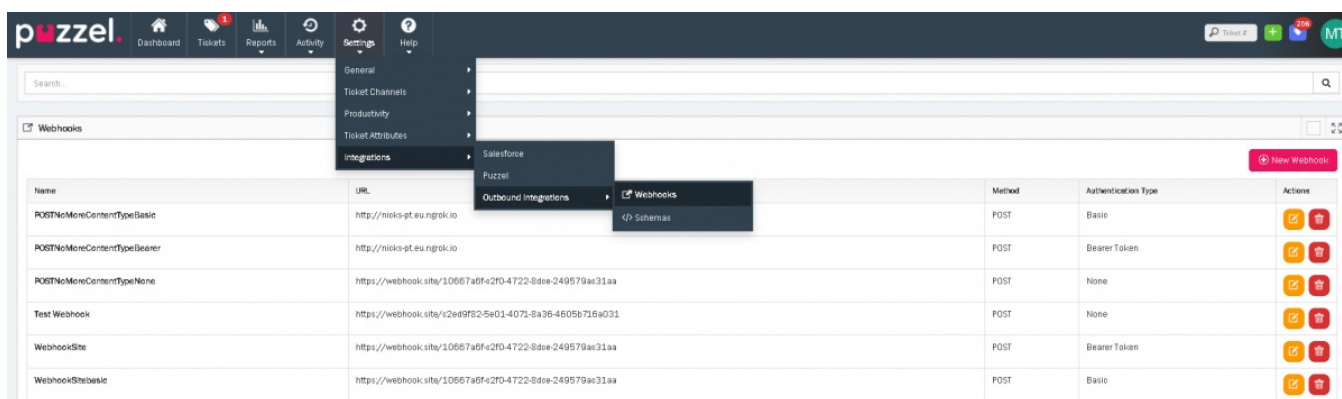 puzzel.
Dashboard
Tickets
1
Reports
Activity
Settings
Help
Ticket #
256
MT
General
Ticket Channels
Productivity
Ticket Attributes
Integrations
Salesforce
Puzzel
Outbound Integrations
Webhooks
</> Schemas
Search...
Webhooks
New Webhook
Name URL Method Authentication Type Actions
POSTNoMoreContentTypeBasic http://nicks-pt.eu.ngrok.io POST Basic
POSTNoMoreContentTypeBearer http://nicks-pt.eu.ngrok.io POST Bearer Token
POSTNoMoreContentTypeNone https://webhook.site/10667a6f-c2f0-4722-8dce-249579ac31aa POST None
Test Webhook https://webhook.site/c2ed9f82-5e01-4071-8a36-4605b716a031 POST None
WebhookSite https://webhook.site/10667a6f-c2f0-4722-8dce-249579ac31aa POST Bearer Token
WebhookSitebasic https://webhook.site/10667a6f-c2f0-4722-8dce-249579ac31aa POST Basic